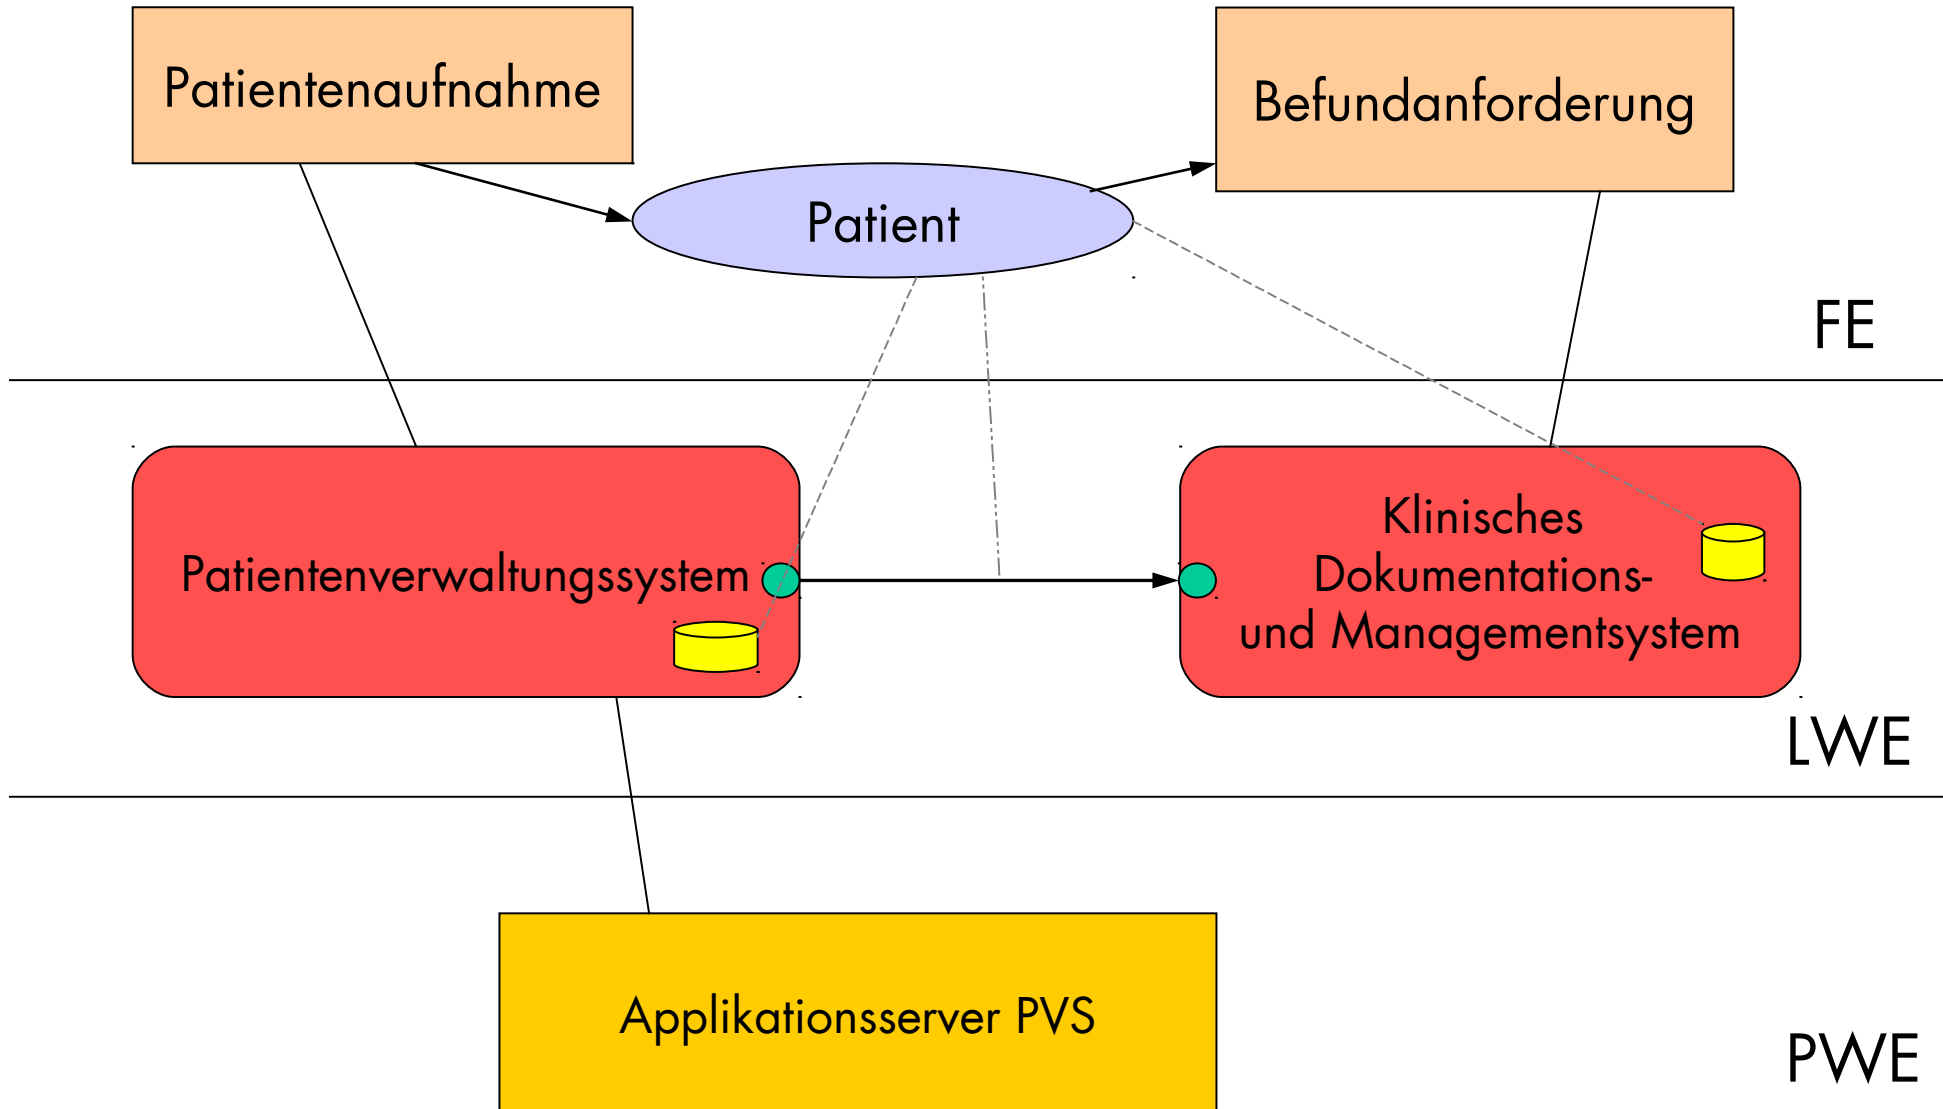 Patientenaufnahme
Befundanforderung
Patient
FE
Patientenverwaltungssystem
Klinisches
Dokumentations-
und Managementsystem
LWE
Applikationsserver PVS
PWE